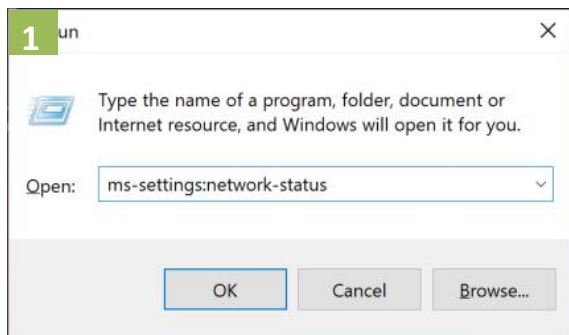 1 un
Type the name of a program, folder, document or
Internet resource, and Windows will open it for you.
Open: ms-settings:network-status
OK Cancel Browse...